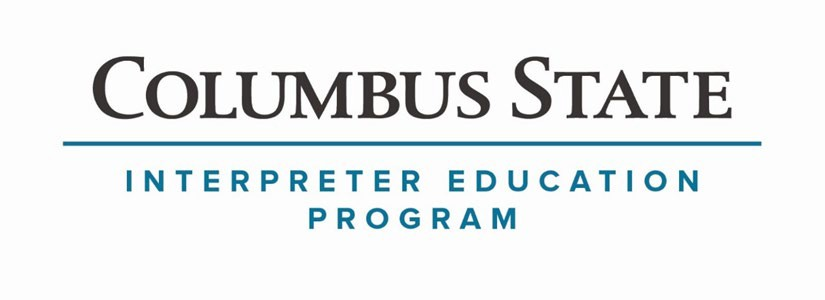 COLUMBUS STATE
INTERPRETER EDUCATION
PROGRAM